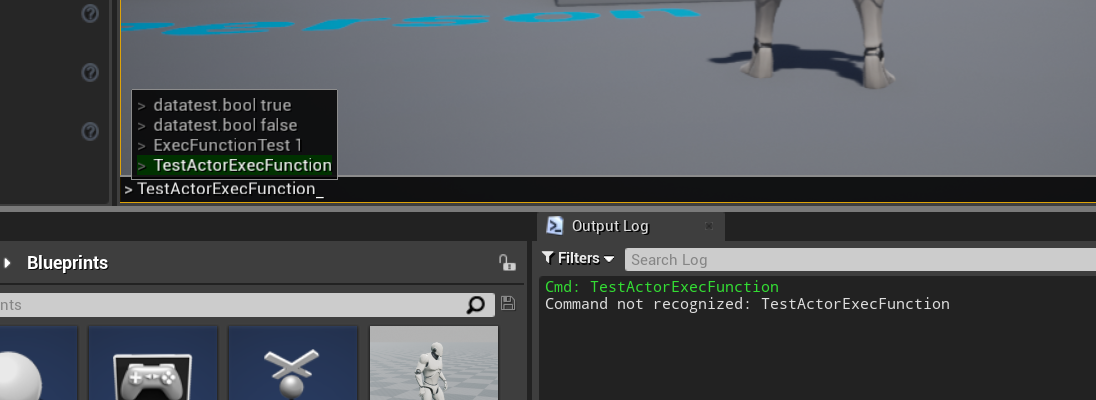 erson
> datatest.bool true
> datatest.bool false
> ExecFunctionTest 1
> TestActorExecFunction
> TestActorExecFunction_
Output Log
Blueprints
Filters
Search Log
nts
Cmd: TestActorExecFunction
Command not recognized: TestActorExecFunction